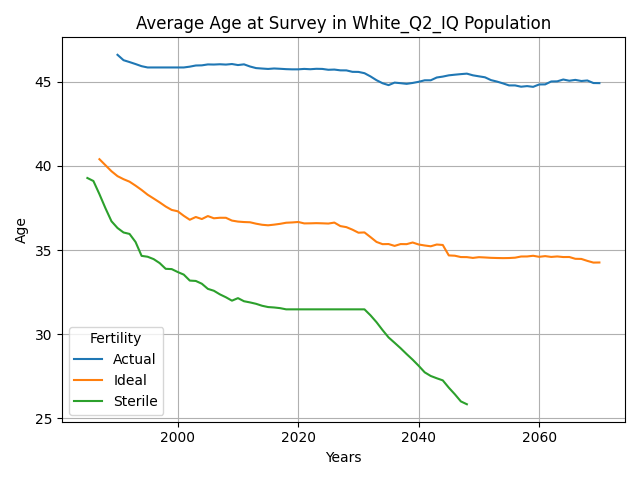 Average Age at Survey in White_Q2_IQ Population
Age
45
40
35
30
25
Fertility
Actual
Ideal
Sterile
2000
2020
2040
2060
Years